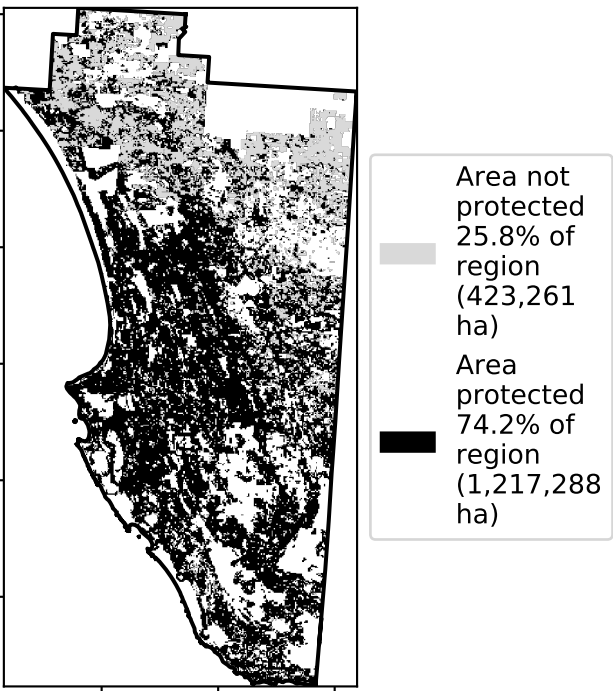 Area not
protected
25.8% of
region
(423,261
ha)
Area
protected
74.2% of
region
(1,217,288
ha)